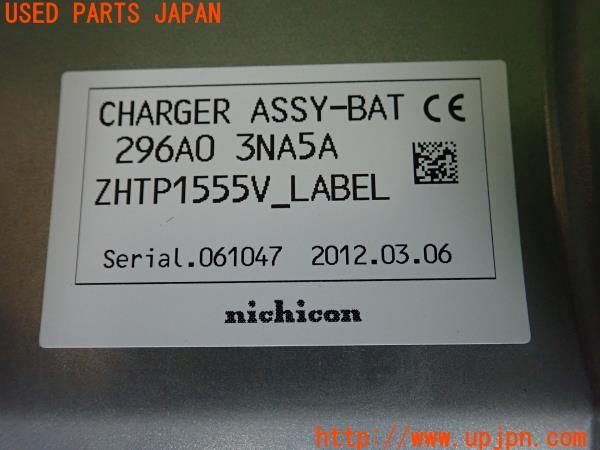 USED PARTS JAPAN
CHARGER ASSY-BAT CE
296A0 3NA5A
ZHTP1555V_LABEL
Serial.061047 2012.03.06
nichicon
http://www.upjpn.com